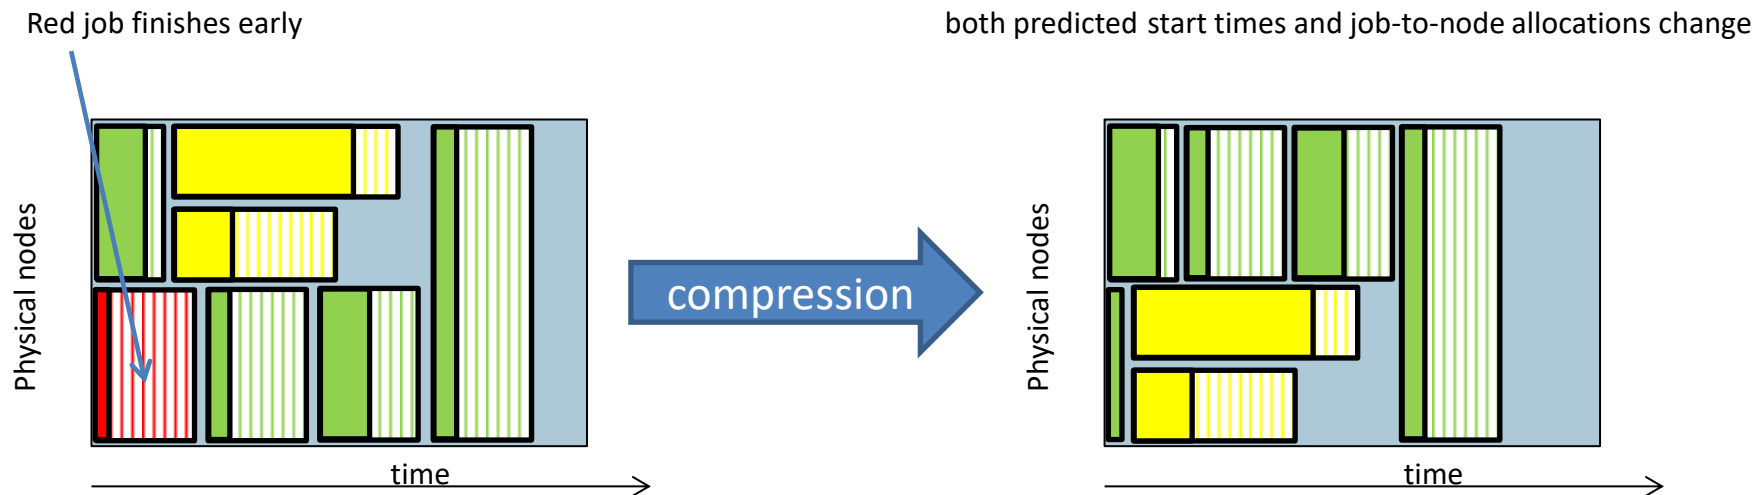 Red job finishes early
both predicted start times and job-to-node allocations change
Physical nodes
compression
Physical nodes
time
time